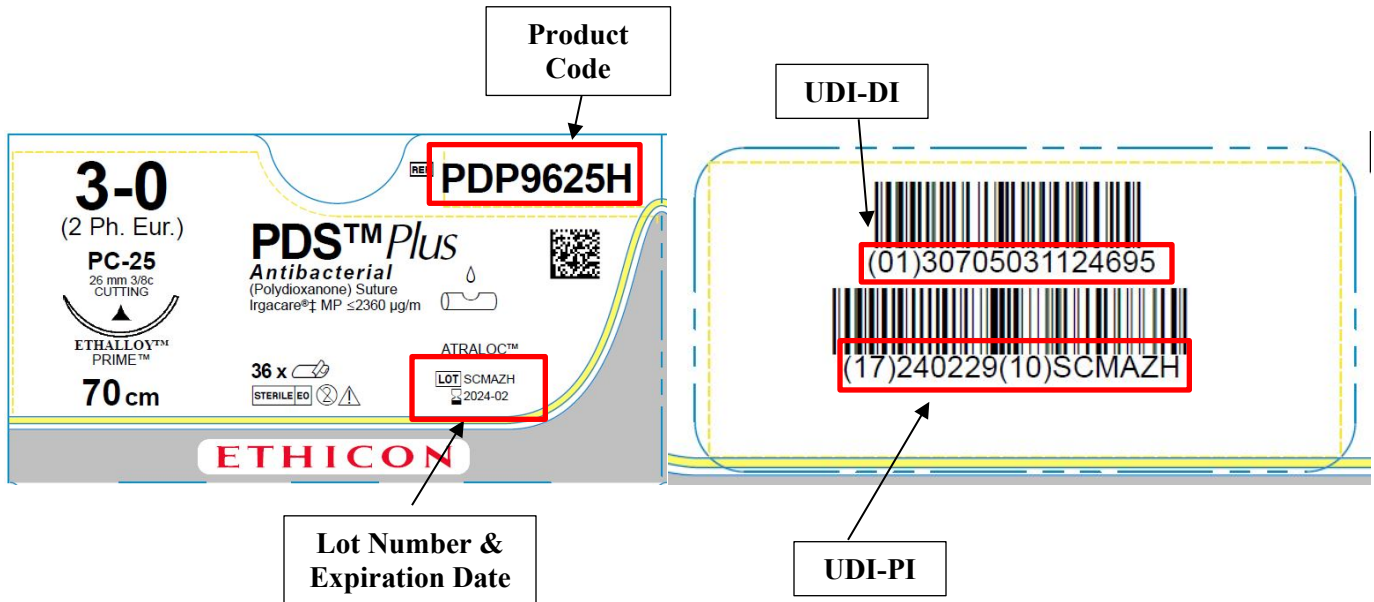 Product
Code
UDI-DI
3-0
(2 Ph. Eur.)
PC-25
26 mm 3/8c
CUTTING
ETHALLOY™
PRIME™
70 cm
REF PDP9625H
PDS™ Plus
Antibacterial
(Polydioxanone) Suture
Irgacare®‡ MP ≤2360 µg/m
ATRALOC™
36 x
STERILE EO
LOT SCMAZH
2024-02
ETHICON
(01)30705031124695
(17)240229(10)SCMAZH
Lot Number &
Expiration Date
UDI-PI